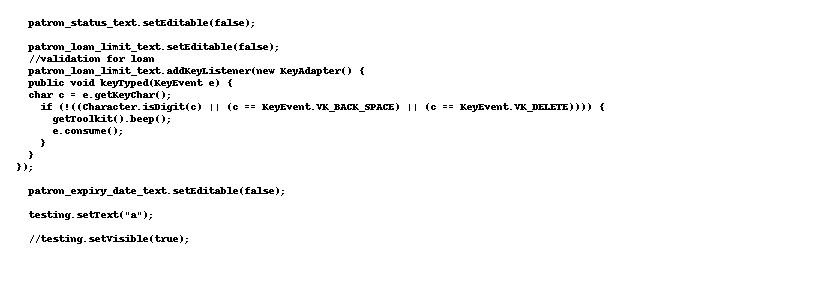 patron_status_text.setEditable(false);
patron_loan_limit_text.setEditable(false);
//validation for loan
patron_loan_limit_text.addKeyListener(new KeyAdapter() {
public void keyTyped(KeyEvent e) {
char c = e.getKeyChar();
if (!((Character.isDigit(c) || (c == KeyEvent.VK_BACK_SPACE) || (c == KeyEvent.VK_DELETE)))) {
getToolkit().beep();
e.consume();
}
}
});
patron_expiry_date_text.setEditable(false);
testing.setText("a");
//testing.setVisible(true);